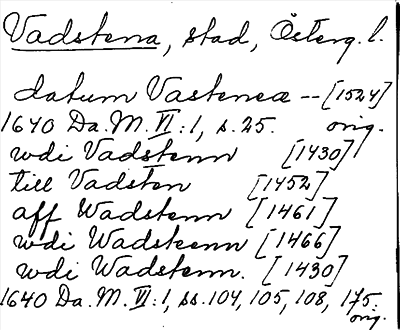 Vadstena, stad, Österg. l.
datum Vasteneæ -- [1524]
1640 Da. M. VI : 1, s. 25. orig.
wdi Vadstenn [1430]
till Vadsten [1452]
aff Wadstenn [1461]
wdi Wadsteenn [1466]
wdi Wadstenn. [1430]
1640 Da. M. VI : 1, ss. 104, 105, 108, 175.
orig.